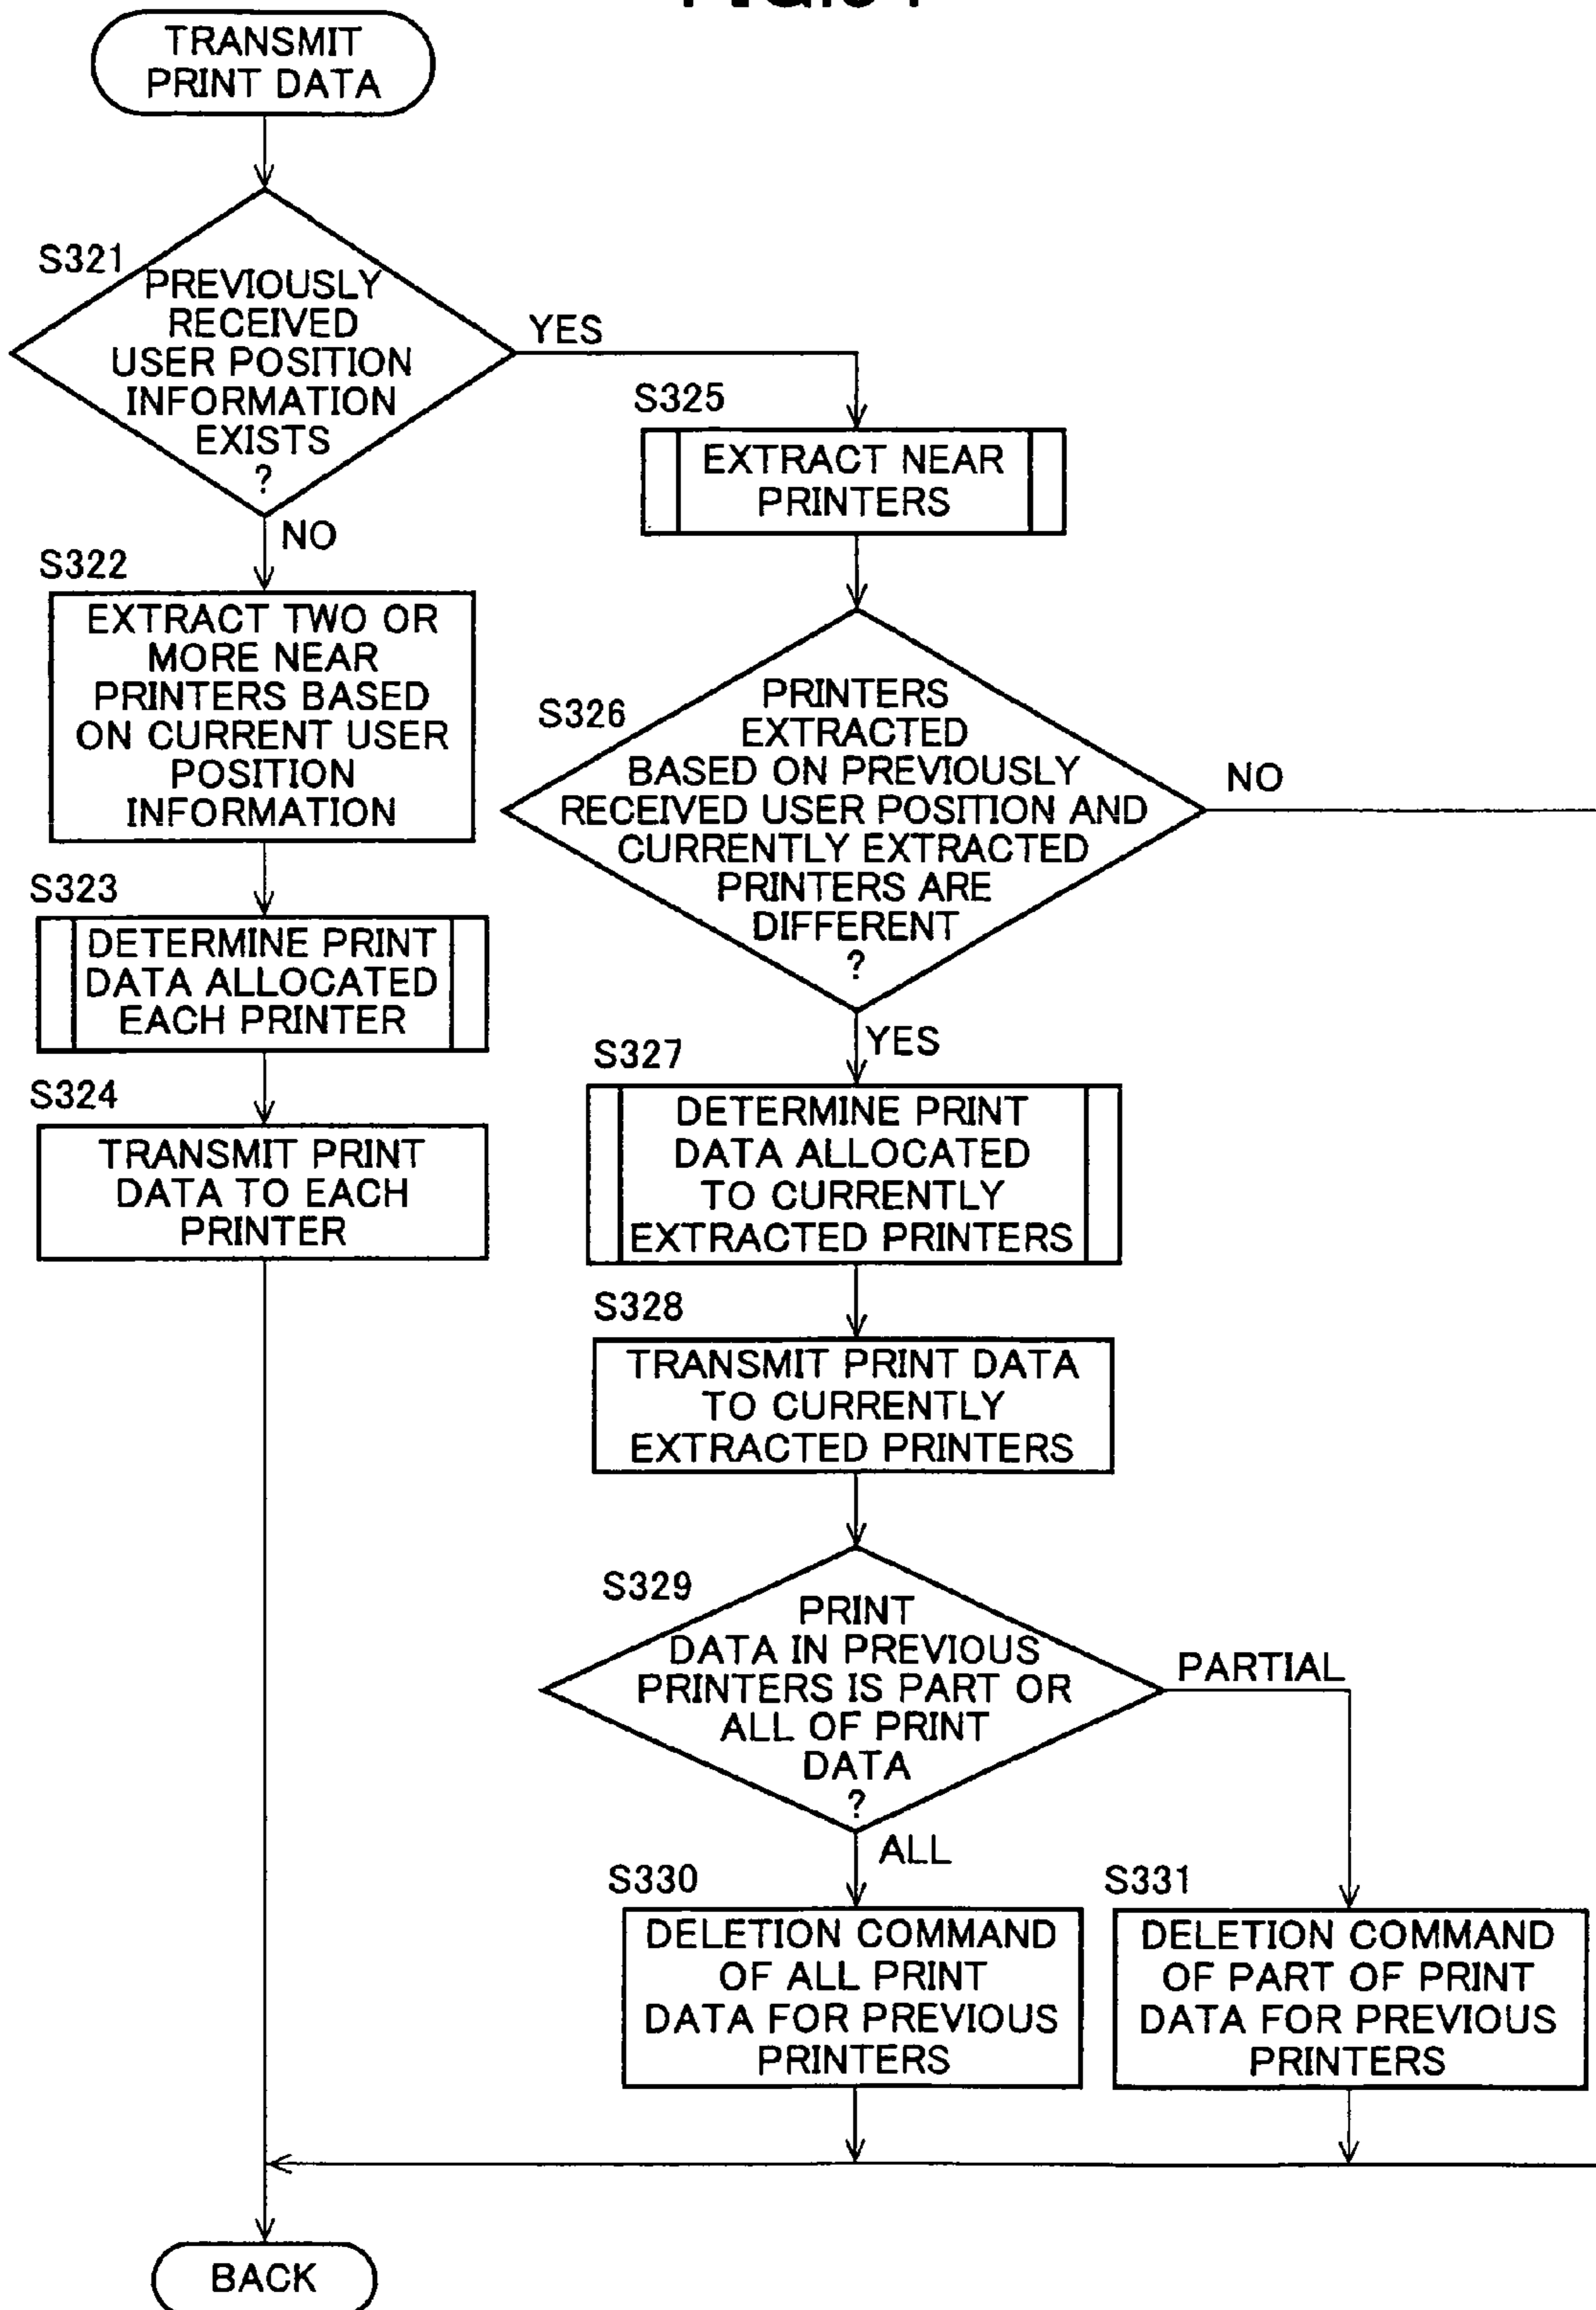 TRANSMIT
PRINT DATA
S321
PREVIOUSLY
RECEIVED
USER POSITION
INFORMATION
EXISTS
?
YES
NO
S322
EXTRACT TWO OR
MORE NEAR
PRINTERS BASED
ON CURRENT USER
POSITION
INFORMATION
S323
DETERMINE PRINT
DATA ALLOCATED
EACH PRINTER
S324
TRANSMIT PRINT
DATA TO EACH
PRINTER
S325
EXTRACT NEAR
PRINTERS
S326
PRINTERS
EXTRACTED
BASED ON PREVIOUSLY
RECEIVED USER POSITION AND
CURRENTLY EXTRACTED
PRINTERS ARE
DIFFERENT
?
NO
YES
S327
DETERMINE PRINT
DATA ALLOCATED
TO CURRENTLY
EXTRACTED PRINTERS
S328
TRANSMIT PRINT DATA
TO CURRENTLY
EXTRACTED PRINTERS
S329
PRINT
DATA IN PREVIOUS
PRINTERS IS PART OR
ALL OF PRINT
DATA
?
PARTIAL
ALL
S330
DELETION COMMAND
OF ALL PRINT
DATA FOR PREVIOUS
PRINTERS
S331
DELETION COMMAND
OF PART OF PRINT
DATA FOR PREVIOUS
PRINTERS
BACK